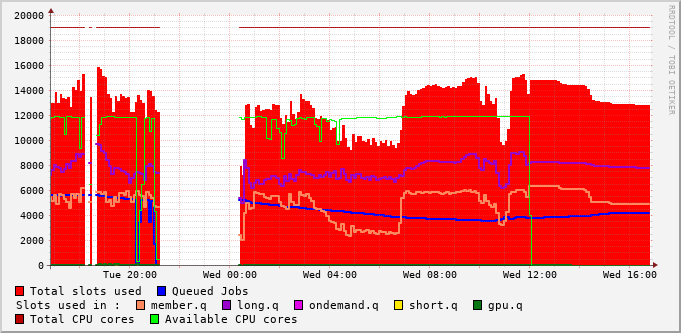 20000
18000
16000
14000
12000
10000
8000
6000
4000
2000
0
Tue 20:00 Wed 00:00 Wed 04:00 Wed 08:00 Wed 12:00 Wed 16:00
Total slots used Queued Jobs
Slots used in : member.q long.q ondemand.q short.q gpu.q
Total CPU cores Available CPU cores
RRDTOOL / TOBI OETIKER